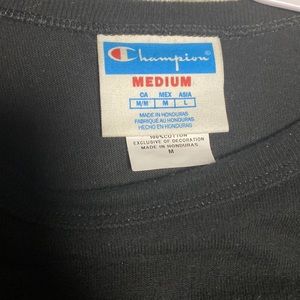 Champion
MEDIUM
CA MEX ASIA
M/M M L
MADE IN HONDURAS
FABRIQUÉ AU HONDURAS
HECHO EN HONDURAS
100% COTTON
EXCLUSIVE OF DECORATION
MADE IN HONDURAS
M